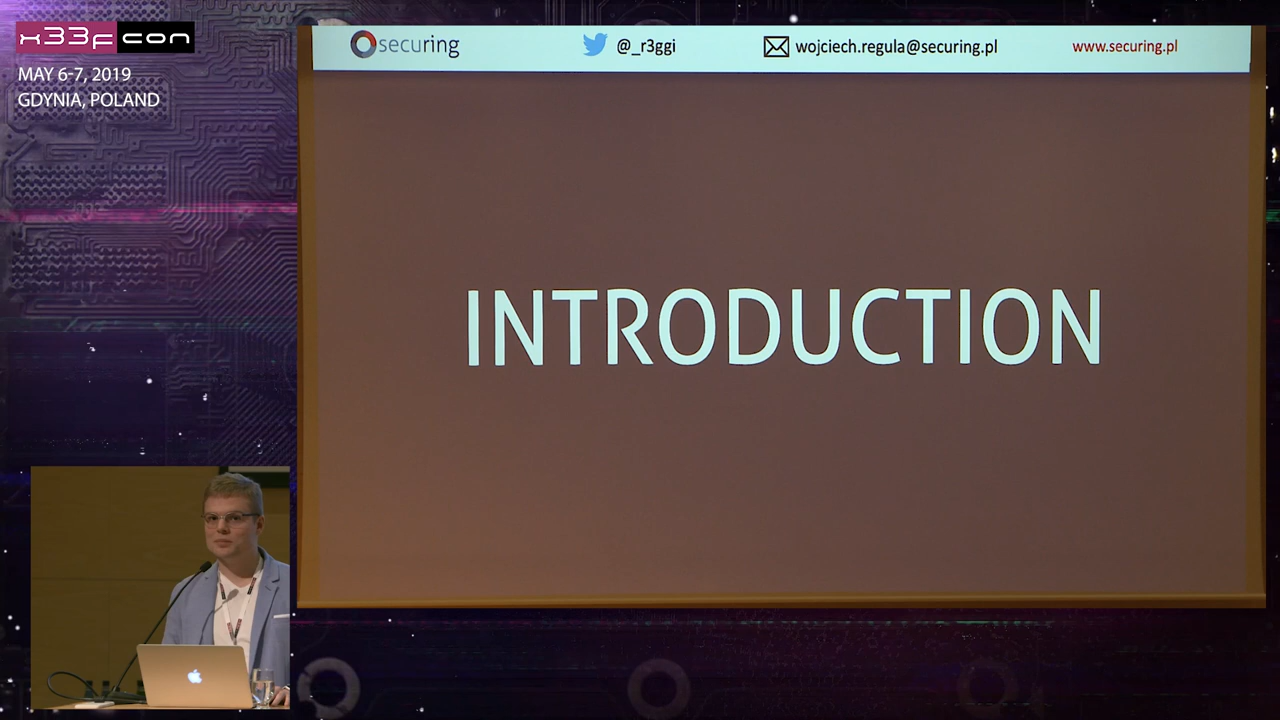 x33fcon
MAY 6-7, 2019
GDYNIA, POLAND
securing
@_r3ggi
wojciech.regula@securing.pl
www.securing.pl
INTRODUCTION